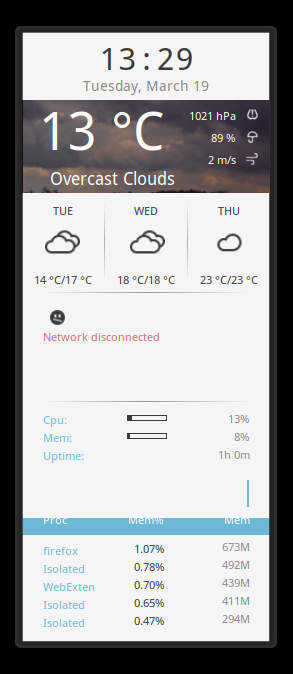 13:29
Tuesday, March 19
13 °C
1021 hPa
89 %
2 m/s
Overcast Clouds
TUE WED THU
14 °C/17 °C 18 °C/18 °C 23 °C/23 °C
Network disconnected
Cpu: 13%
Mem: 8%
Uptime: 1h 0m
Proc Mem% Mem
firefox 1.07% 673M
Isolated 0.78% 492M
WebExten 0.70% 439M
Isolated 0.65% 411M
Isolated 0.47% 294M